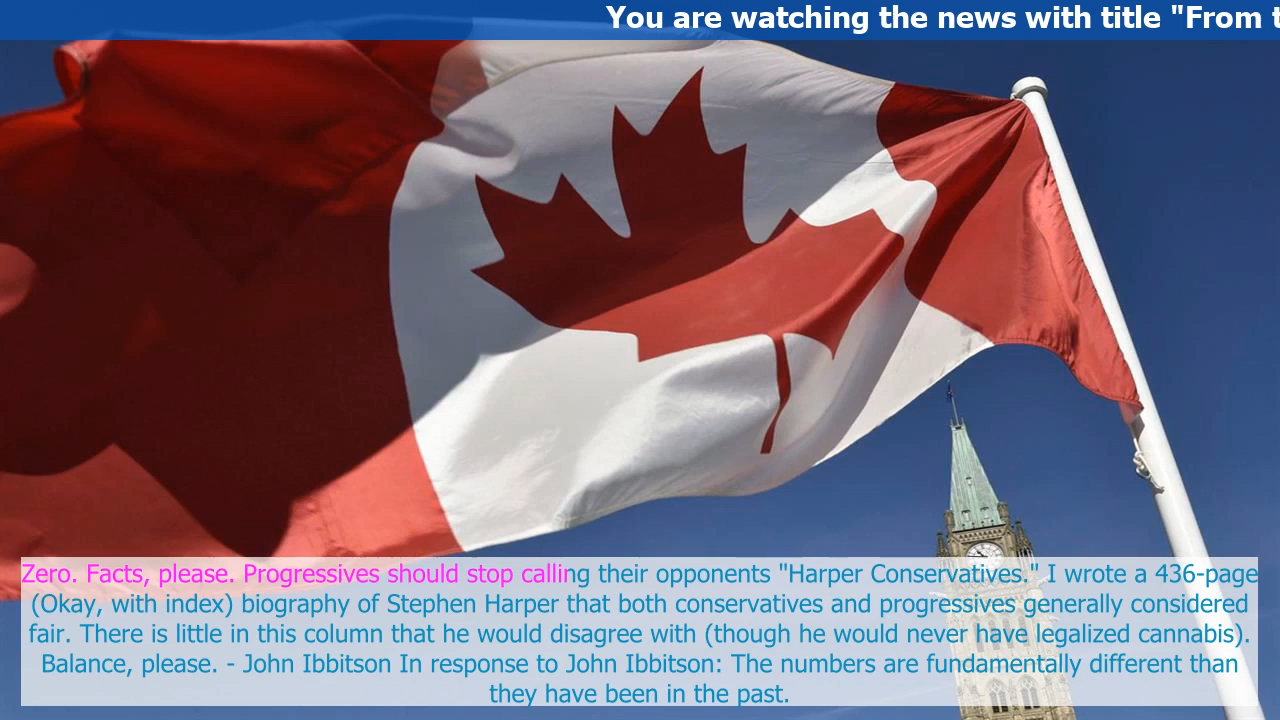 You are watching the news with title "From
Zero. Facts, please. Progressives should stop calling their opponents "Harper Conservatives." I wrote a 436-page
(Okay, with index) biography of Stephen Harper that both conservatives and progressives generally considered
fair. There is little in this column that he would disagree with (though he would never have legalized cannabis).
Balance, please. - John Ibbitson In response to John Ibbitson: The numbers are fundamentally different than
they have been in the past.